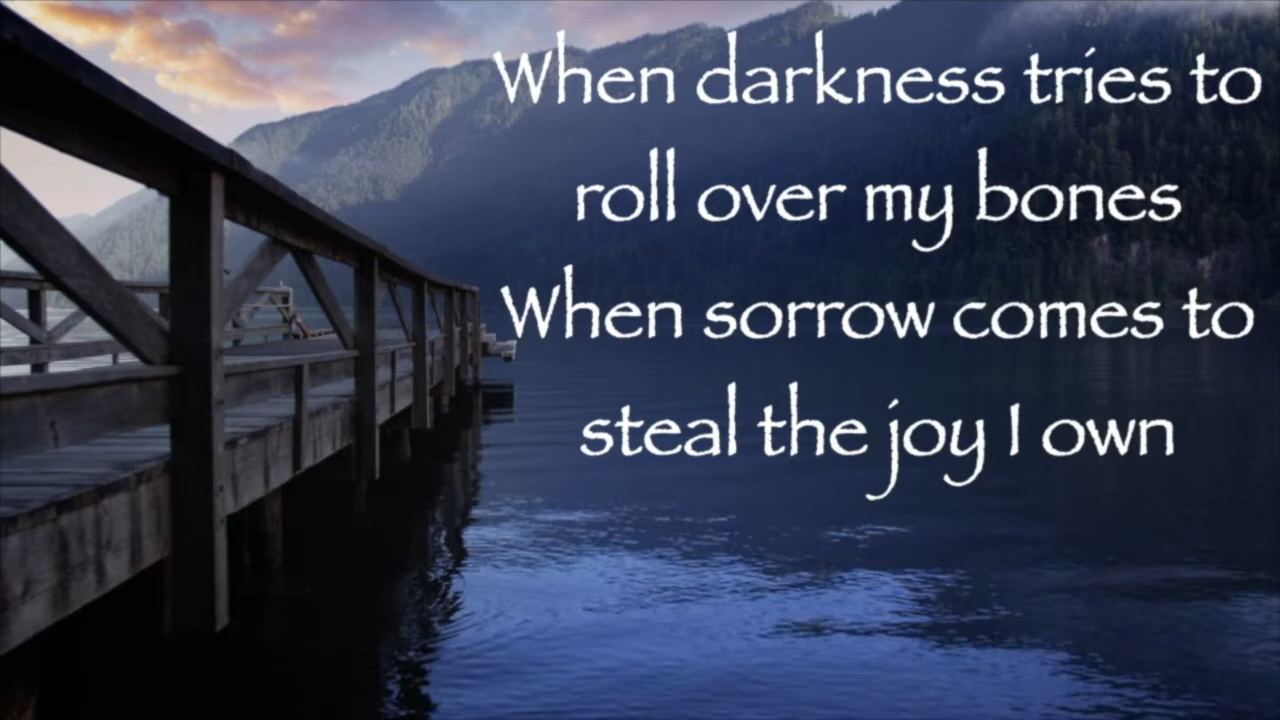 When darkness tries to
roll over my bones
When sorrow comes to
steal the joy I own